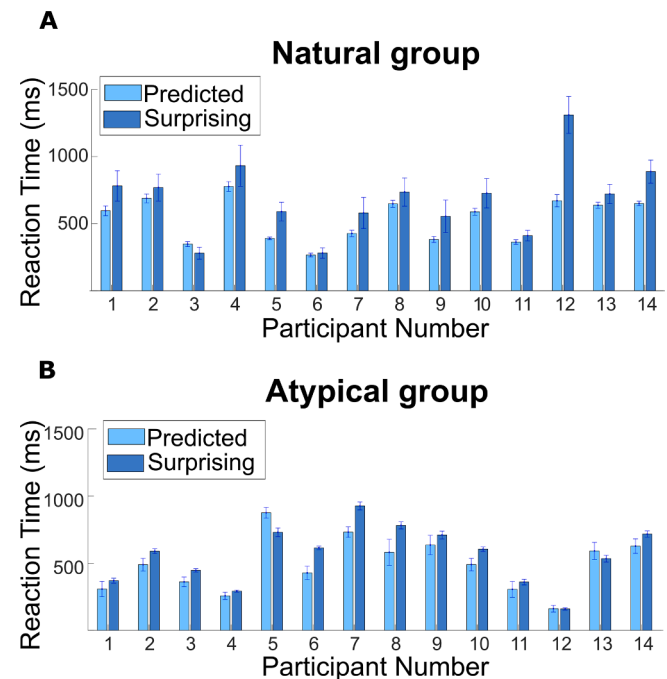 A
Natural group
Reaction Time (ms)
1500
1000
500
Predicted
Surprising
1 2 3 4 5 6 7 8 9 10 11 12 13 14
Participant Number
B
Atypical group
Reaction Time (ms)
1500
1000
500
Predicted
Surprising
1 2 3 4 5 6 7 8 9 10 11 12 13 14
Participant Number